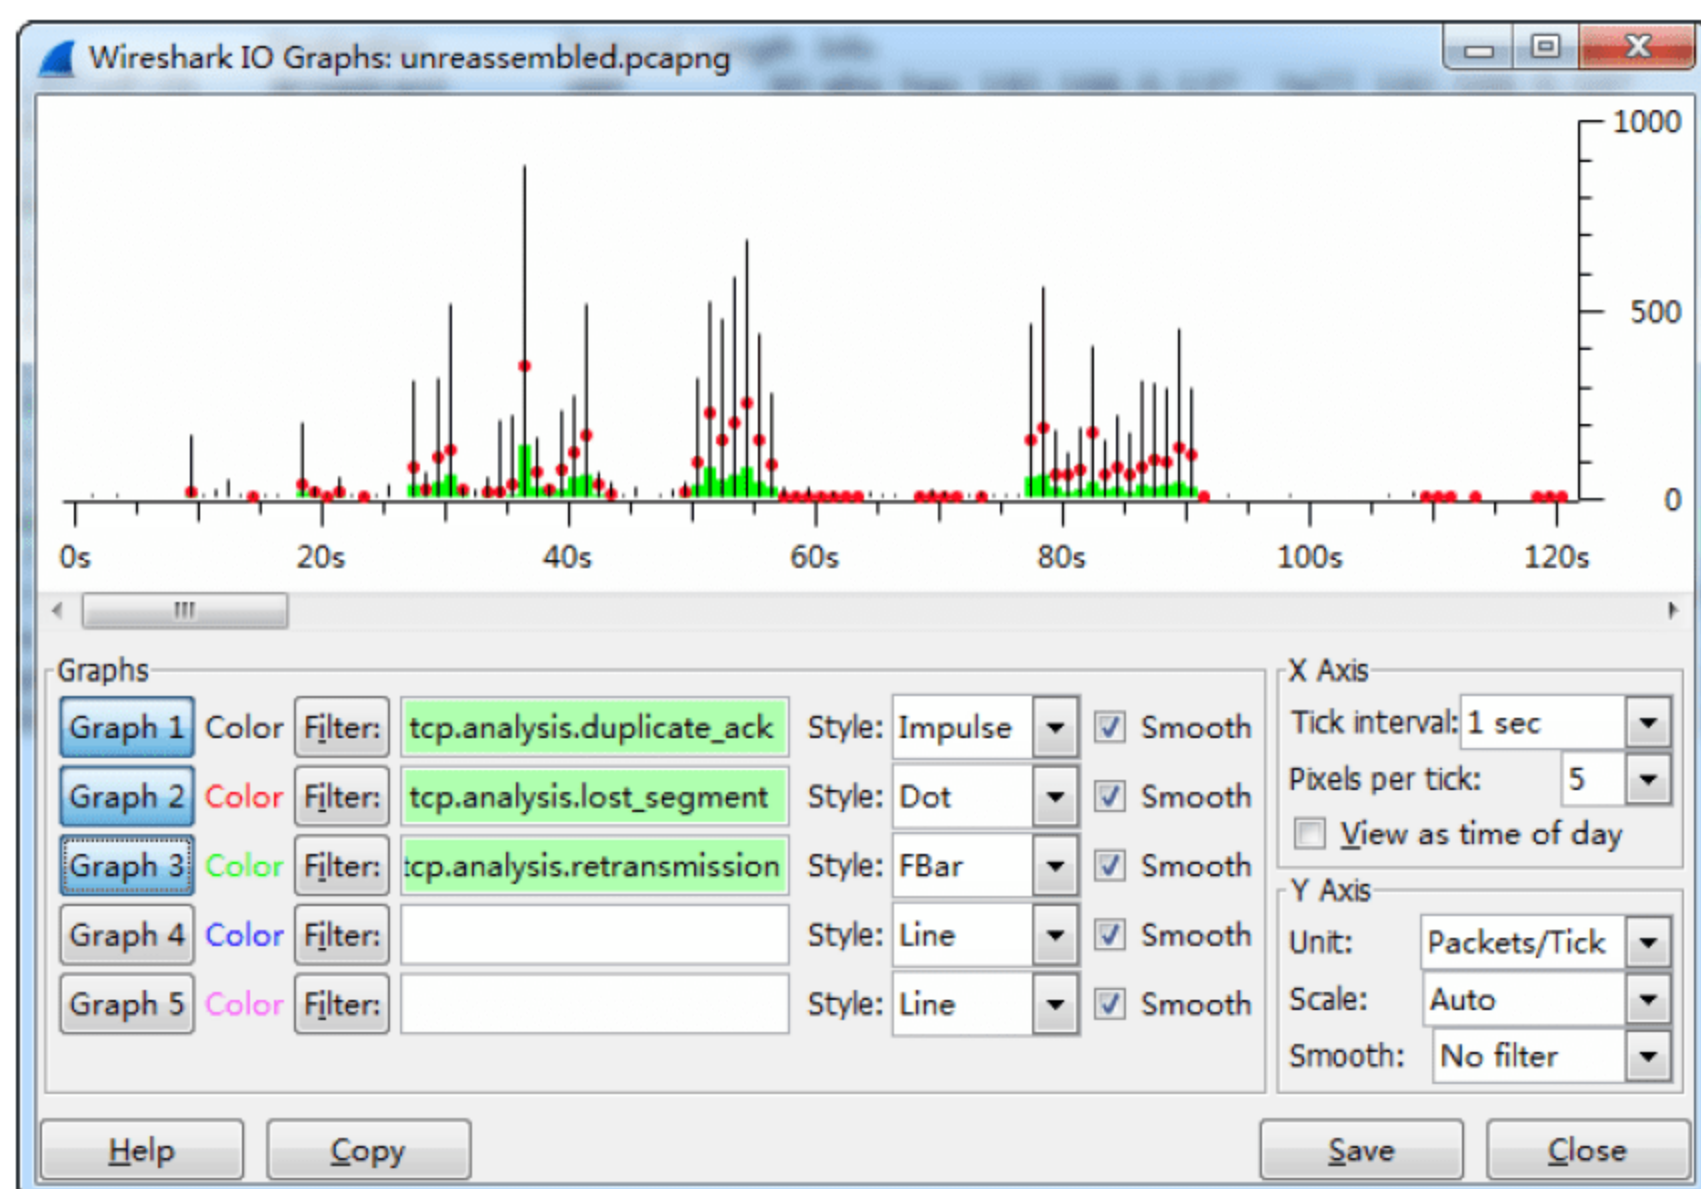 Wireshark IO Graphs: unreassembled.pcapng
1000
500
0
0s 20s 40s 60s 80s 100s 120s
Graphs
Graph 1 Color Filter: tcp.analysis.duplicate_ack Style: Impulse Smooth
Graph 2 Color Filter: tcp.analysis.lost_segment Style: Dot Smooth
Graph 3 Color Filter: tcp.analysis.retransmission Style: FBar Smooth
Graph 4 Color Filter: Style: Line Smooth
Graph 5 Color Filter: Style: Line Smooth
X Axis
Tick interval: 1 sec
Pixels per tick: 5
View as time of day
Y Axis
Unit: Packets/Tick
Scale: Auto
Smooth: No filter
Help Copy Save Close